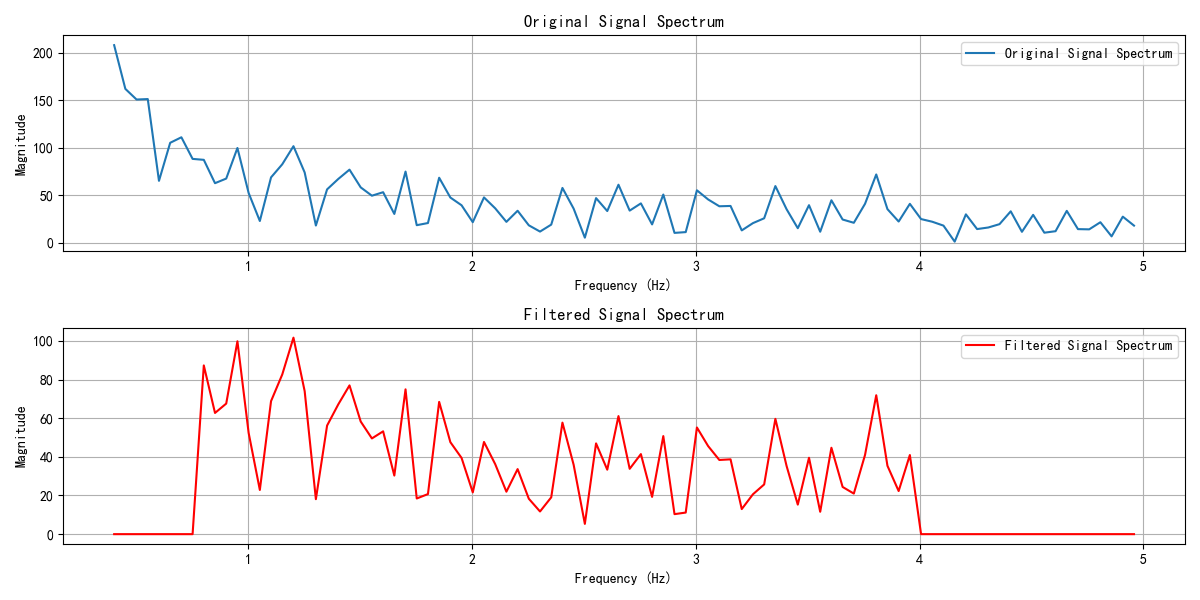 Original Signal Spectrum
Original Signal Spectrum
200
150
100
50
0
Magnitude
1 2 3 4 5
Frequency (Hz)
Filtered Signal Spectrum
Filtered Signal Spectrum
100
80
60
40
20
0
Magnitude
1 2 3 4 5
Frequency (Hz)